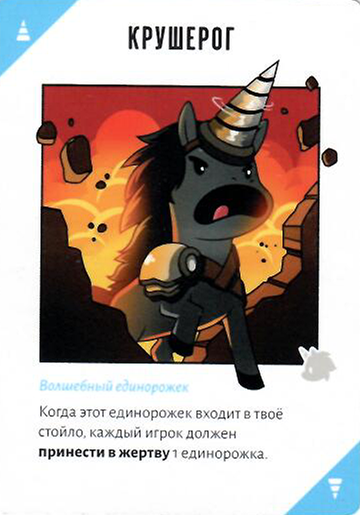 КРУШЕРОГ
Волшебный единорожек
Когда этот единорожек входит в твоё
стойло, каждый игрок должен
принести в жертву 1 единорожка.